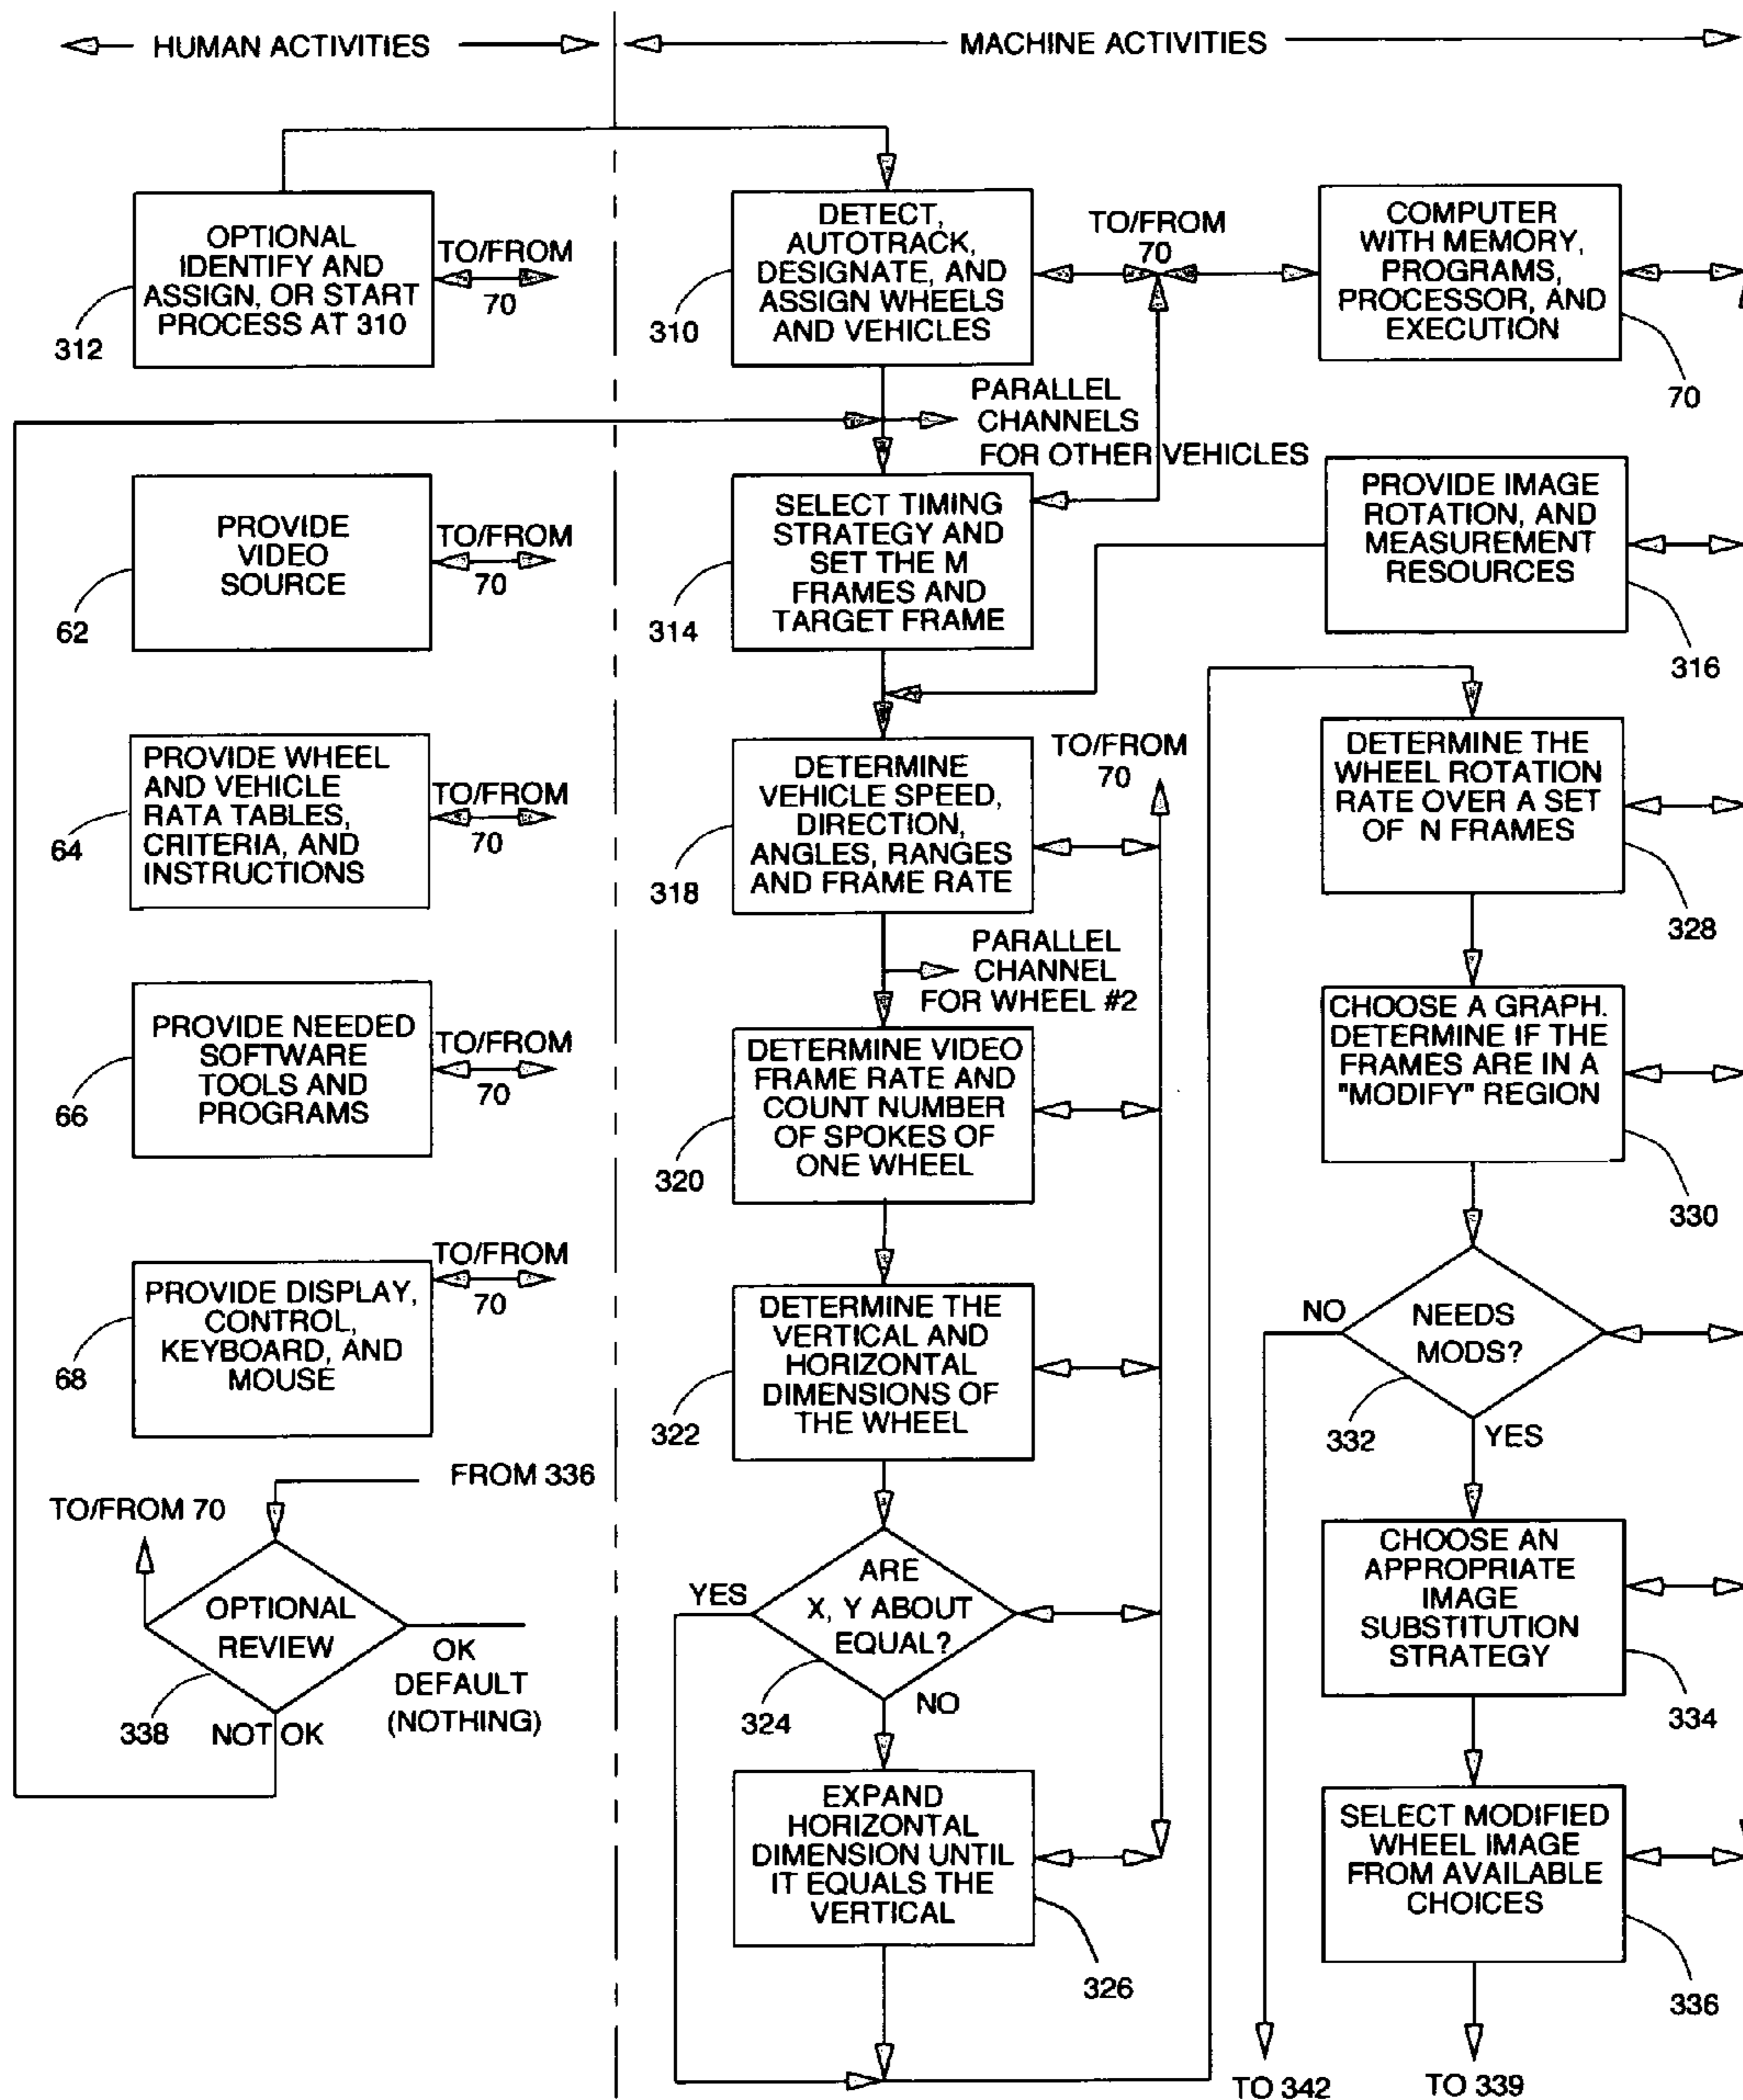 HUMAN ACTIVITIES
MACHINE ACTIVITIES
OPTIONAL
IDENTIFY AND
ASSIGN, OR START
PROCESS AT 310
TO/FROM
70
312
DETECT,
AUTOTRACK,
DESIGNATE, AND
ASSIGN WHEELS
AND VEHICLES
310
TO/FROM
70
COMPUTER
WITH MEMORY,
PROGRAMS,
PROCESSOR, AND
EXECUTION
70
PARALLEL
CHANNELS
FOR OTHER VEHICLES
PROVIDE
VIDEO
SOURCE
TO/FROM
70
62
SELECT TIMING
STRATEGY AND
SET THE M
FRAMES AND
TARGET FRAME
314
PROVIDE IMAGE
ROTATION, AND
MEASUREMENT
RESOURCES
316
PROVIDE WHEEL
AND VEHICLE
RATA TABLES,
CRITERIA, AND
INSTRUCTIONS
TO/FROM
70
64
DETERMINE
VEHICLE SPEED,
DIRECTION,
ANGLES, RANGES
AND FRAME RATE
318
TO/FROM
70
DETERMINE THE
WHEEL ROTATION
RATE OVER A SET
OF N FRAMES
328
PARALLEL
CHANNEL
FOR WHEEL #2
PROVIDE NEEDED
SOFTWARE
TOOLS AND
PROGRAMS
TO/FROM
70
66
DETERMINE VIDEO
FRAME RATE AND
COUNT NUMBER
OF SPOKES OF
ONE WHEEL
320
CHOOSE A GRAPH.
DETERMINE IF THE
FRAMES ARE IN A
"MODIFY" REGION
330
PROVIDE DISPLAY,
CONTROL,
KEYBOARD, AND
MOUSE
TO/FROM
70
68
DETERMINE THE
VERTICAL AND
HORIZONTAL
DIMENSIONS OF
THE WHEEL
322
NO
NEEDS
MODS?
332
YES
FROM 336
TO/FROM 70
OPTIONAL
REVIEW
OK
DEFAULT
(NOTHING)
338
NOT OK
YES
ARE
X, Y ABOUT
EQUAL?
324
NO
CHOOSE AN
APPROPRIATE
IMAGE
SUBSTITUTION
STRATEGY
334
EXPAND
HORIZONTAL
DIMENSION UNTIL
IT EQUALS THE
VERTICAL
326
SELECT MODIFIED
WHEEL IMAGE
FROM AVAILABLE
CHOICES
336
TO 342
TO 339